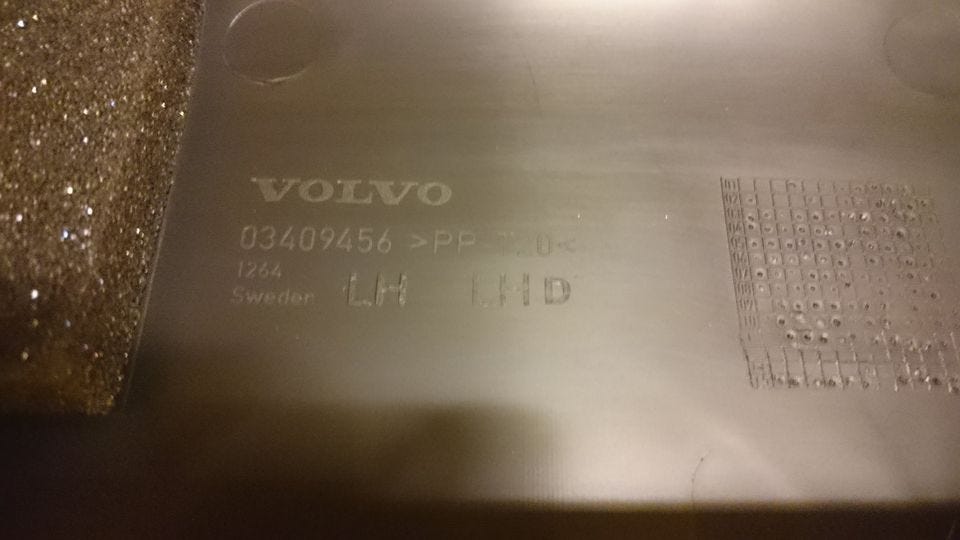 VOLVO
03409456 >PP
1264
Sweden LH LHD